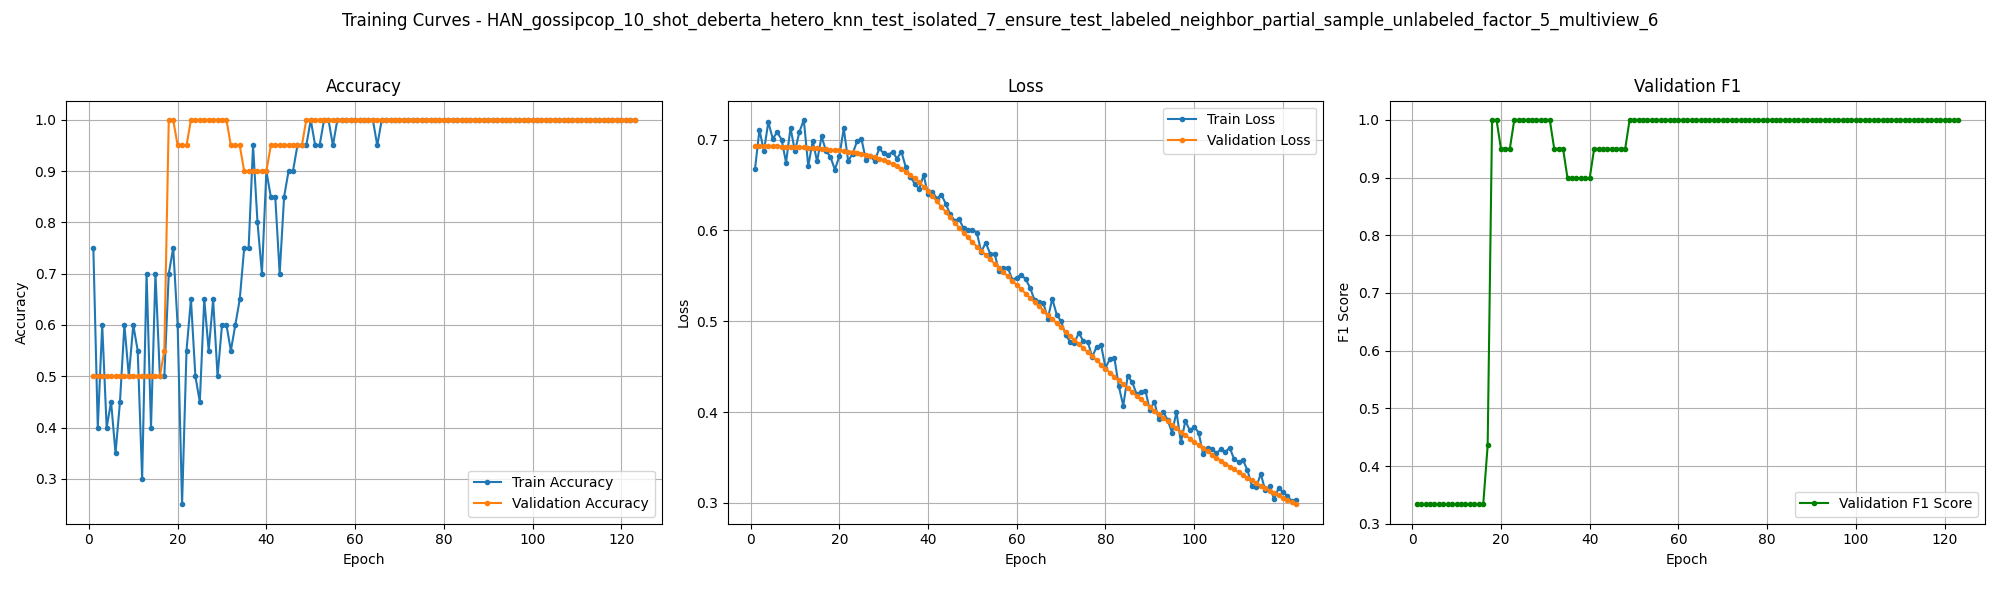 Training Curves - HAN_gossipcop_10_shot_deberta_hetero_knn_test_isolated_7_ensure_test_labeled_neighbor_partial_sample_unlabeled_factor_5_multiview_6
Accuracy
Accuracy
1.0
0.9
0.8
0.7
0.6
0.5
0.4
0.3
Train Accuracy
Validation Accuracy
0 20 40 60 80 100 120
Epoch
Loss
Loss
0.7
0.6
0.5
0.4
0.3
Train Loss
Validation Loss
0 20 40 60 80 100 120
Epoch
Validation F1
F1 Score
1.0
0.9
0.8
0.7
0.6
0.5
0.4
0.3
Validation F1 Score
0 20 40 60 80 100 120
Epoch